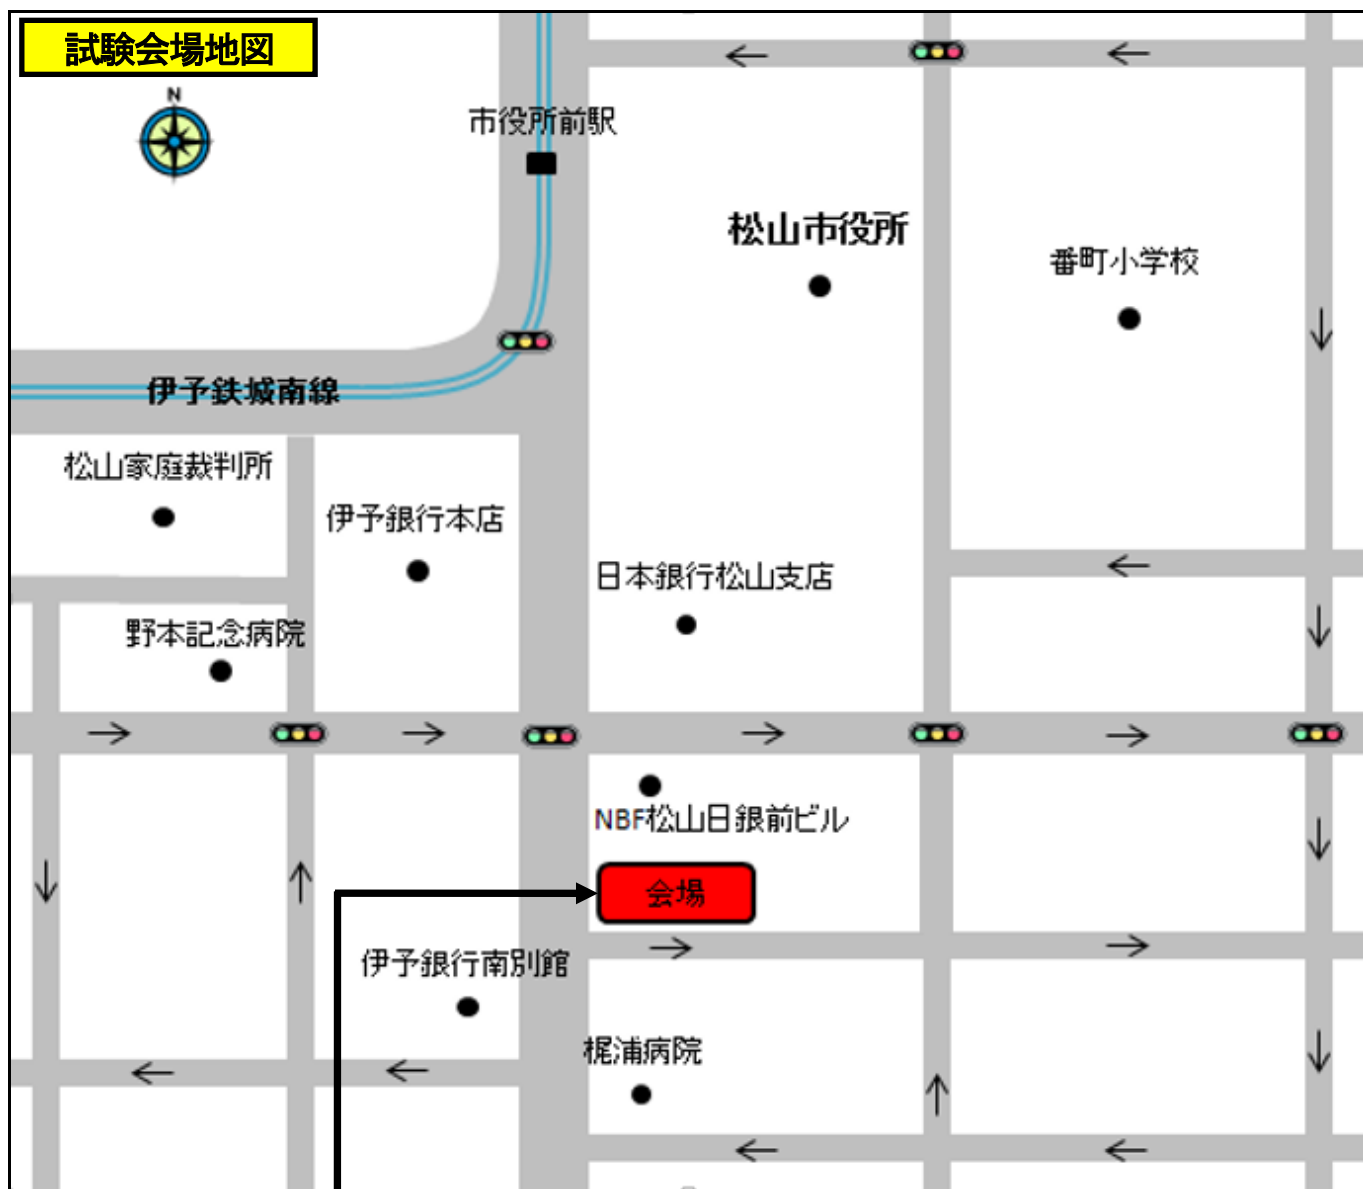 試験会場地図
N
市役所前駅
松山市役所
番町小学校
伊予鉄城南線
松山家庭裁判所
伊予銀行本店
日本銀行松山支店
野本記念病院
NBF松山日銀前ビル
会場
伊予銀行南別館
梶浦病院